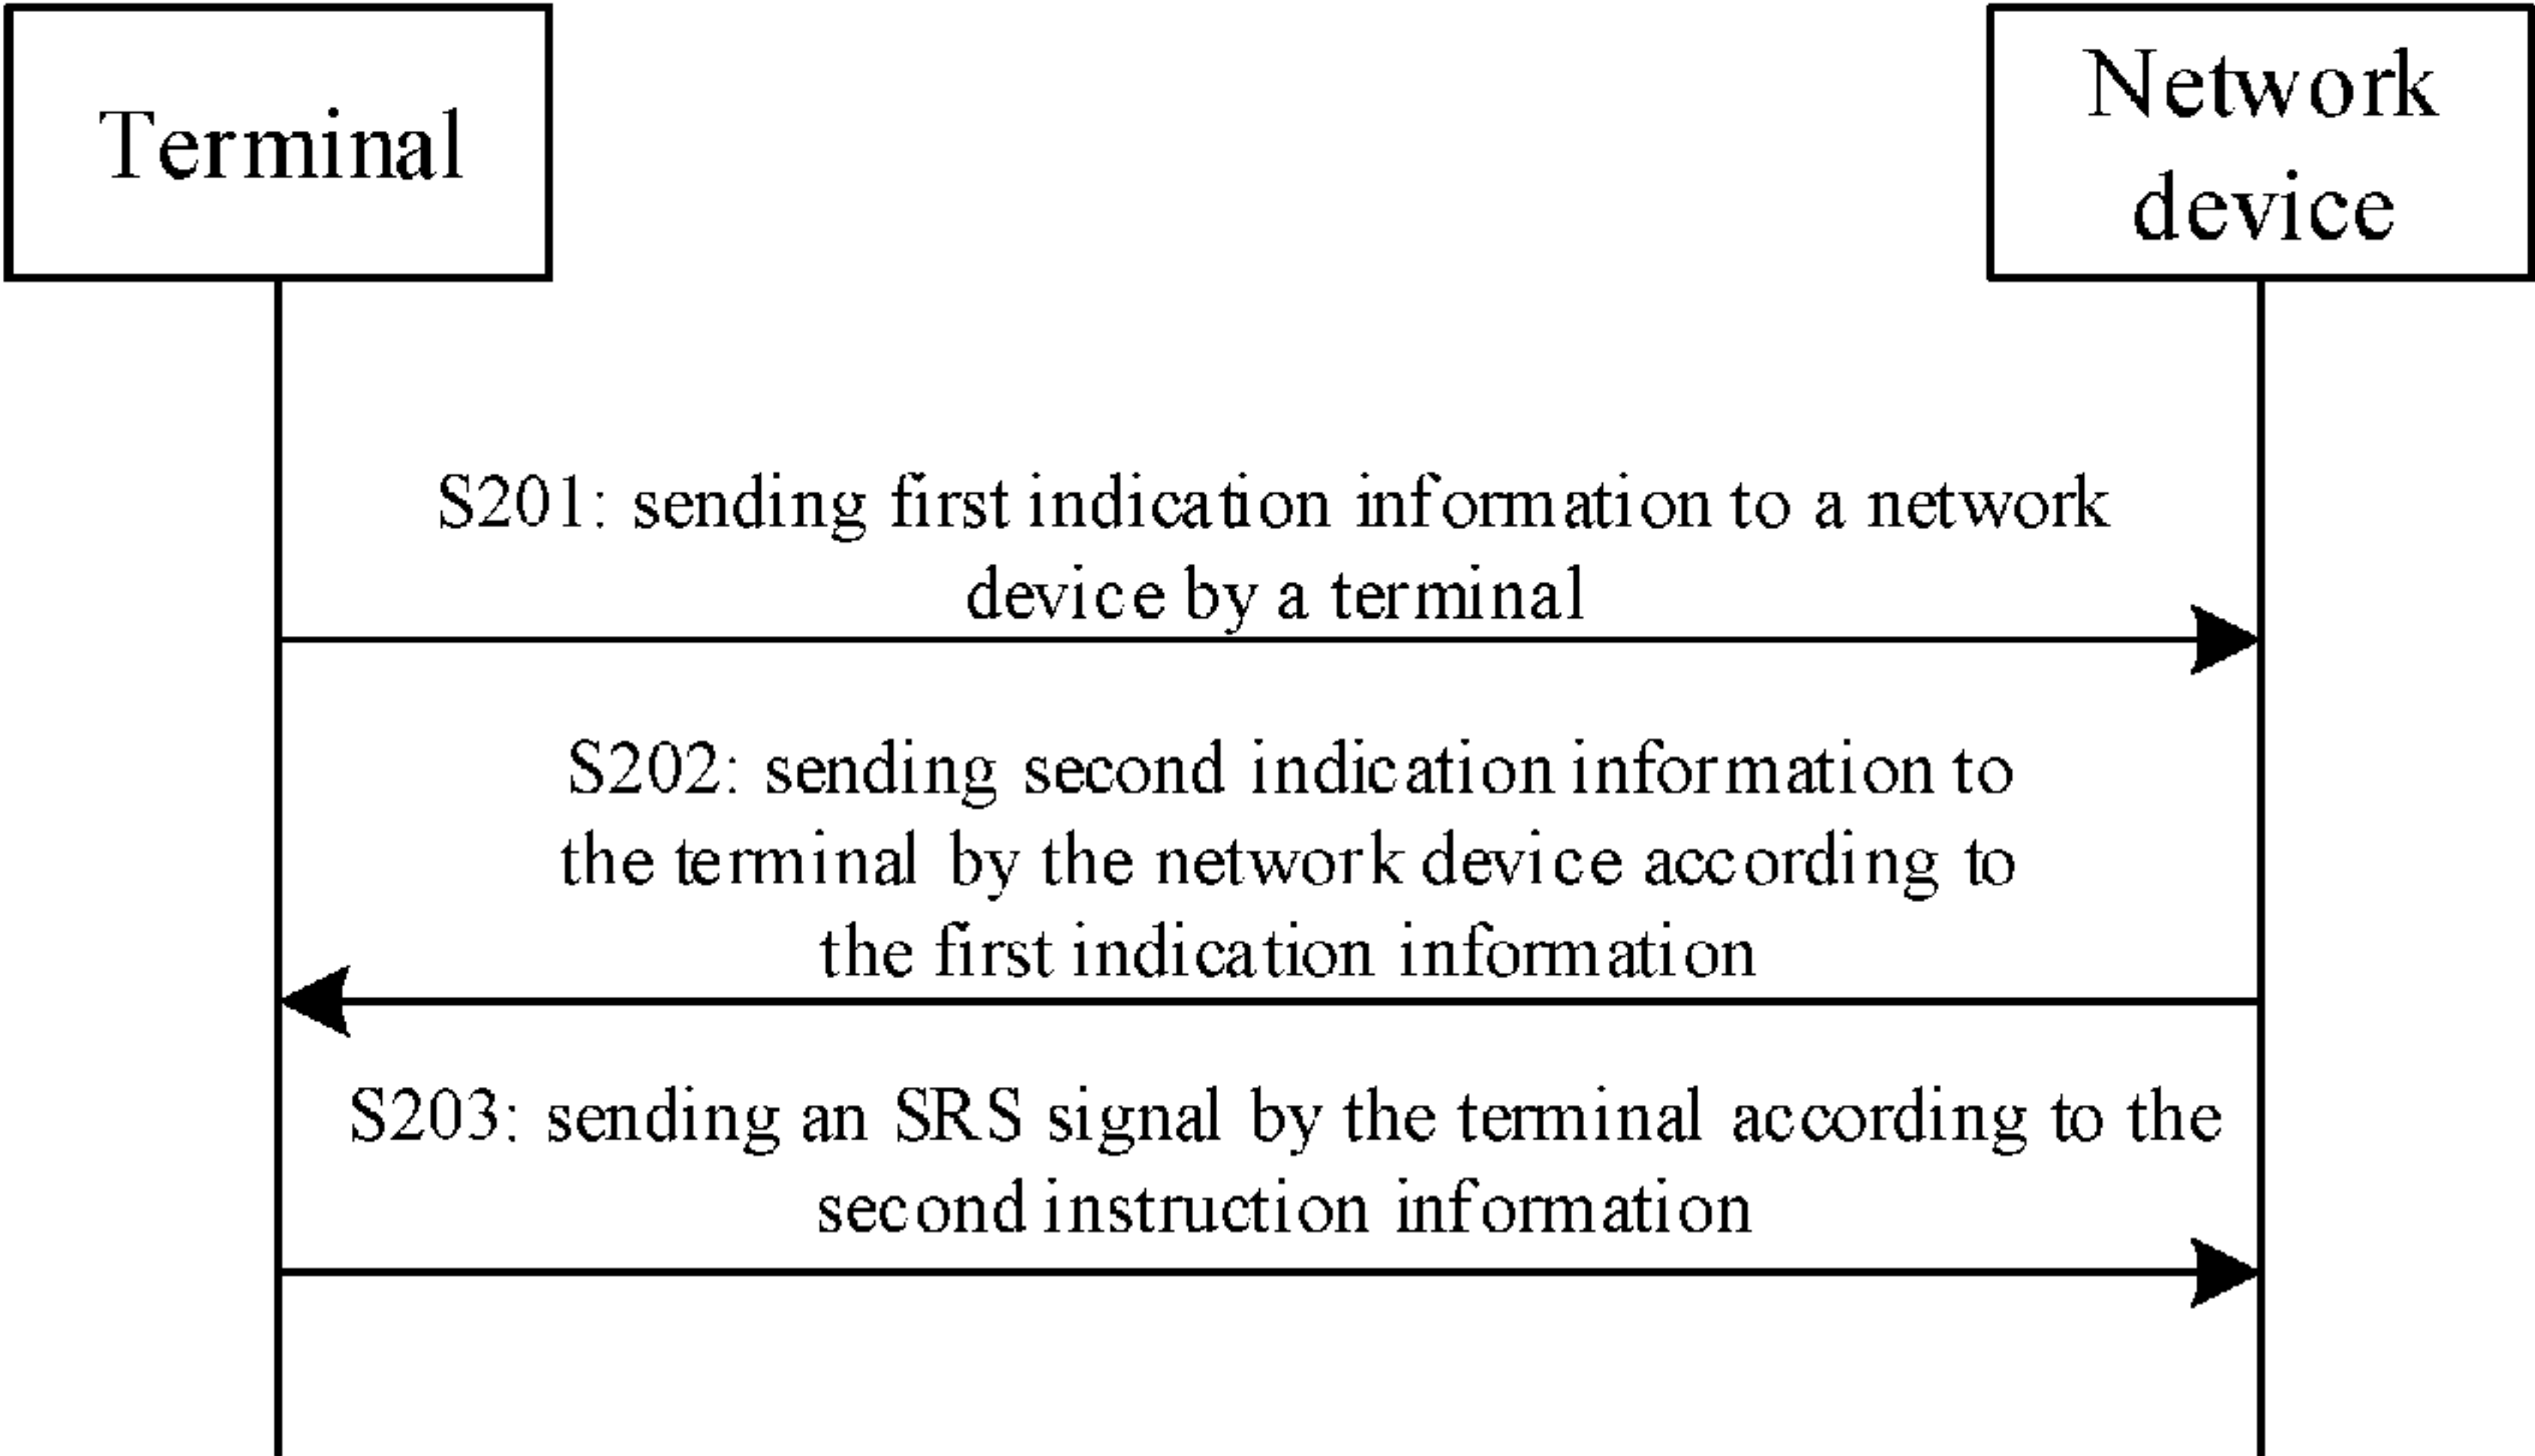 Terminal
Network
device
S201: sending first indication information to a network
device by a terminal
S202: sending second indication information to
the terminal by the network device according to
the first indication information
S203: sending an SRS signal by the terminal according to the
second instruction information